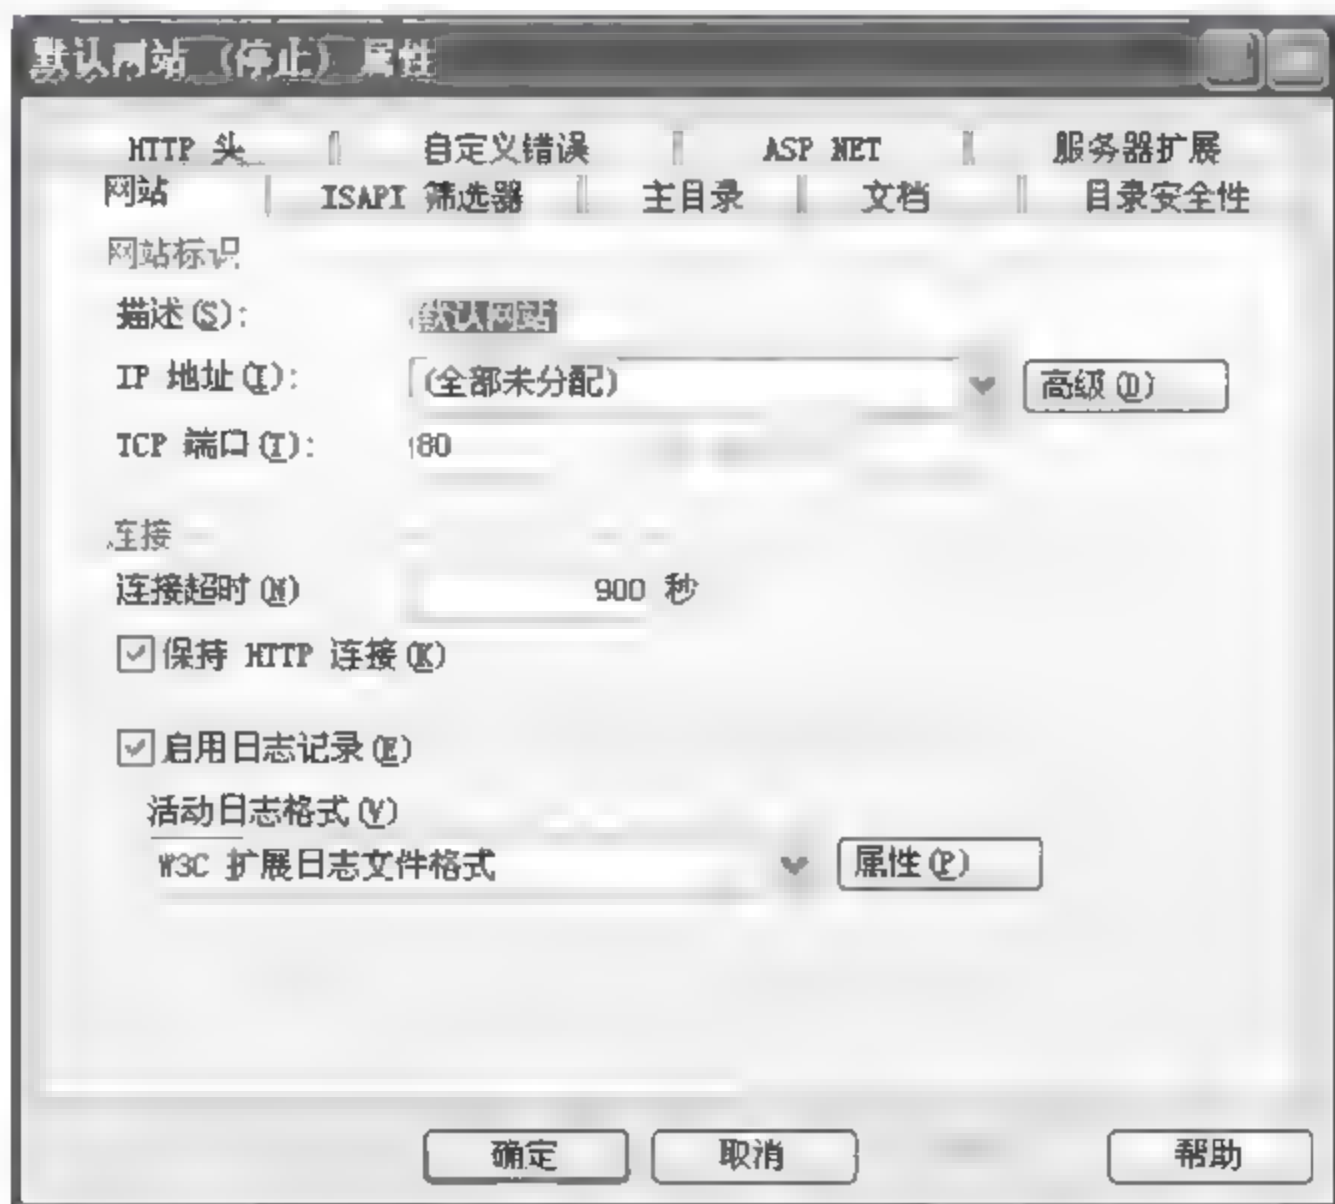 默认网站 (停止) 属性
HTTP 头 自定义错误 ASP NET 服务器扩展
网站 ISAPI 筛选器 主目录 文档 目录安全性
网站标识
描述(S): 默认网站
IP 地址(I): (全部未分配) 高级(D)
TCP 端口(T): 80
连接
连接超时(N) 900 秒
保持 HTTP 连接(K)
启用日志记录(E)
活动日志格式(V)
W3C 扩展日志文件格式 属性(P)
确定 取消 帮助